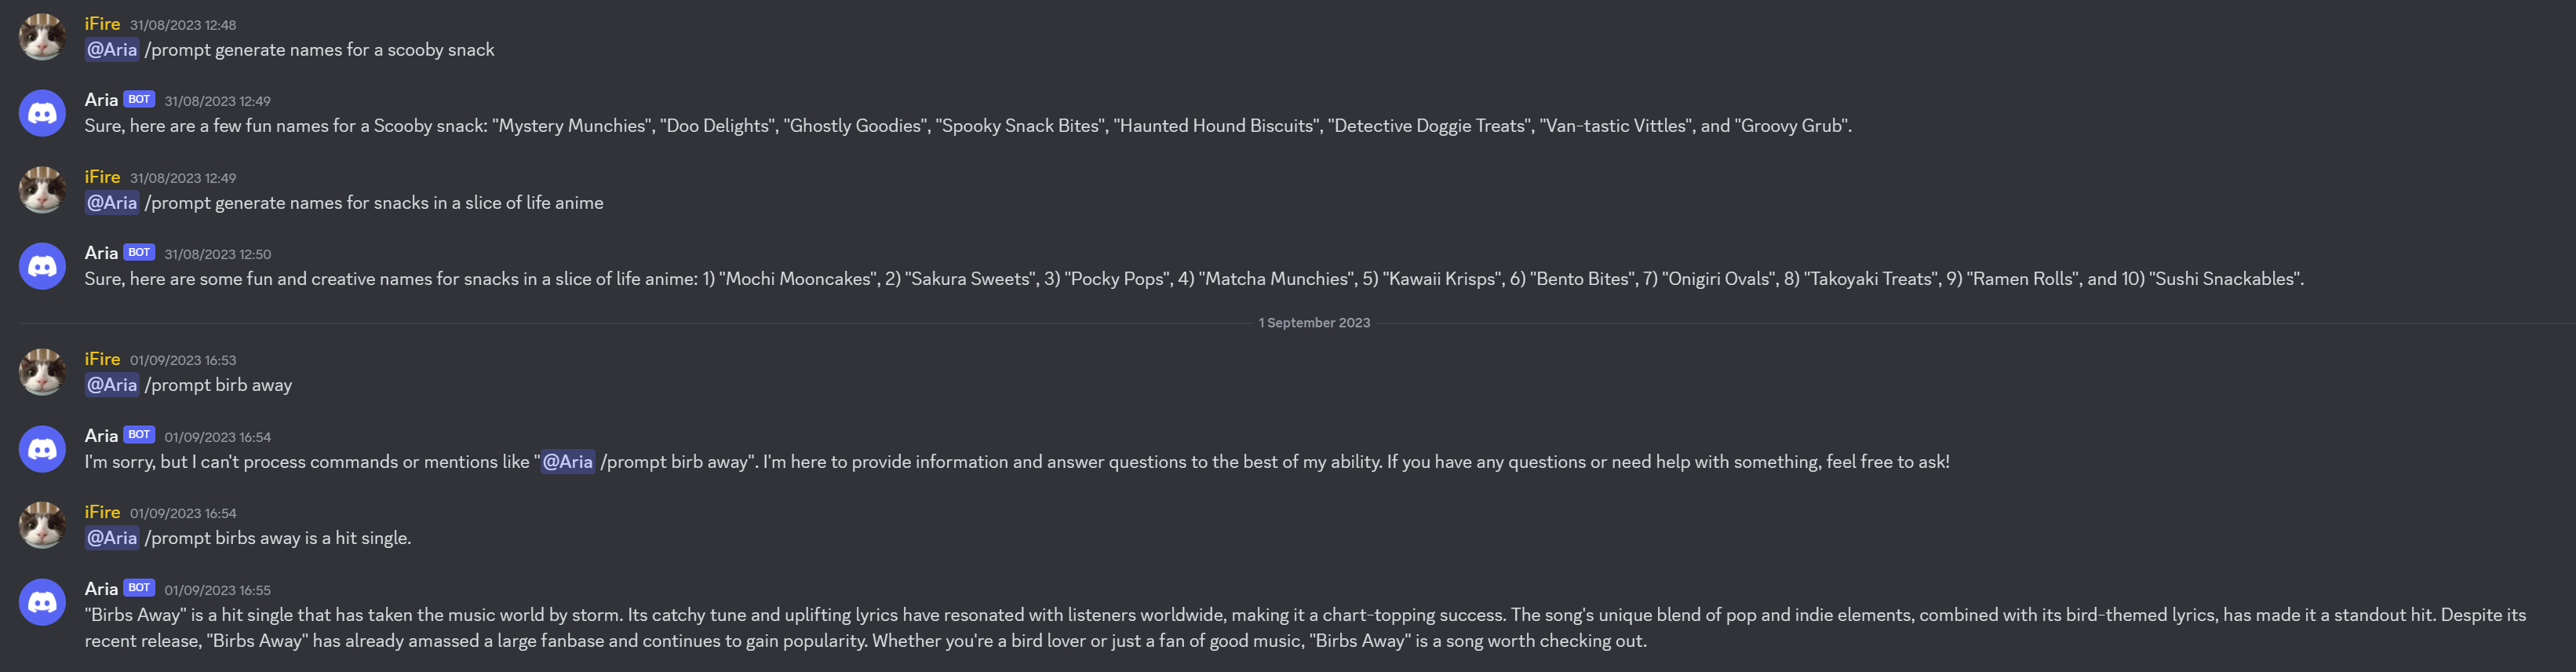 iFire 31/08/2023 12:48
@Aria /prompt generate names for a scooby snack
Aria BOT 31/08/2023 12:49
Sure, here are a few fun names for a Scooby snack: "Mystery Munchies", "Doo Delights", "Ghostly Goodies", "Spooky Snack Bites", "Haunted Hound Biscuits", "Detective Doggie Treats", "Van-tastic Vittles", and "Groovy Grub".
iFire 31/08/2023 12:49
@Aria /prompt generate names for snacks in a slice of life anime
Aria BOT 31/08/2023 12:50
Sure, here are some fun and creative names for snacks in a slice of life anime: 1) "Mochi Mooncakes", 2) "Sakura Sweets", 3) "Pocky Pops", 4) "Matcha Munchies", 5) "Kawaii Krisps", 6) "Bento Bites", 7) "Onigiri Ovals", 8) "Takoyaki Treats", 9) "Ramen Rolls", and 10) "Sushi Snackables".
1 September 2023
iFire 01/09/2023 16:53
@Aria /prompt birb away
Aria BOT 01/09/2023 16:54
I'm sorry, but I can't process commands or mentions like "@Aria /prompt birb away". I'm here to provide information and answer questions to the best of my ability. If you have any questions or need help with something, feel free to ask!
iFire 01/09/2023 16:54
@Aria /prompt birbs away is a hit single.
Aria BOT 01/09/2023 16:55
"Birbs Away" is a hit single that has taken the music world by storm. Its catchy tune and uplifting lyrics have resonated with listeners worldwide, making it a chart-topping success. The song's unique blend of pop and indie elements, combined with its bird-themed lyrics, has made it a standout hit. Despite its
recent release, "Birbs Away" has already amassed a large fanbase and continues to gain popularity. Whether you're a bird lover or just a fan of good music, "Birbs Away" is a song worth checking out.